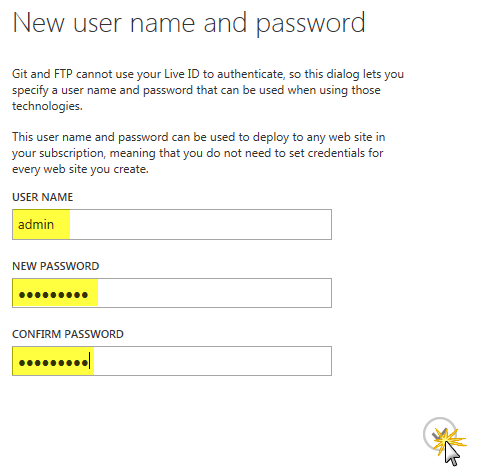 New user name and password
Git and FTP cannot use your Live ID to authenticate, so this dialog lets you
specify a user name and password that can be used when using those
technologies.
This user name and password can be used to deploy to any web site in
your subscription, meaning that you do not need to set credentials for
every web site you create.
USER NAME
admin
NEW PASSWORD
●●●●●●●●●
CONFIRM PASSWORD
●●●●●●●●●